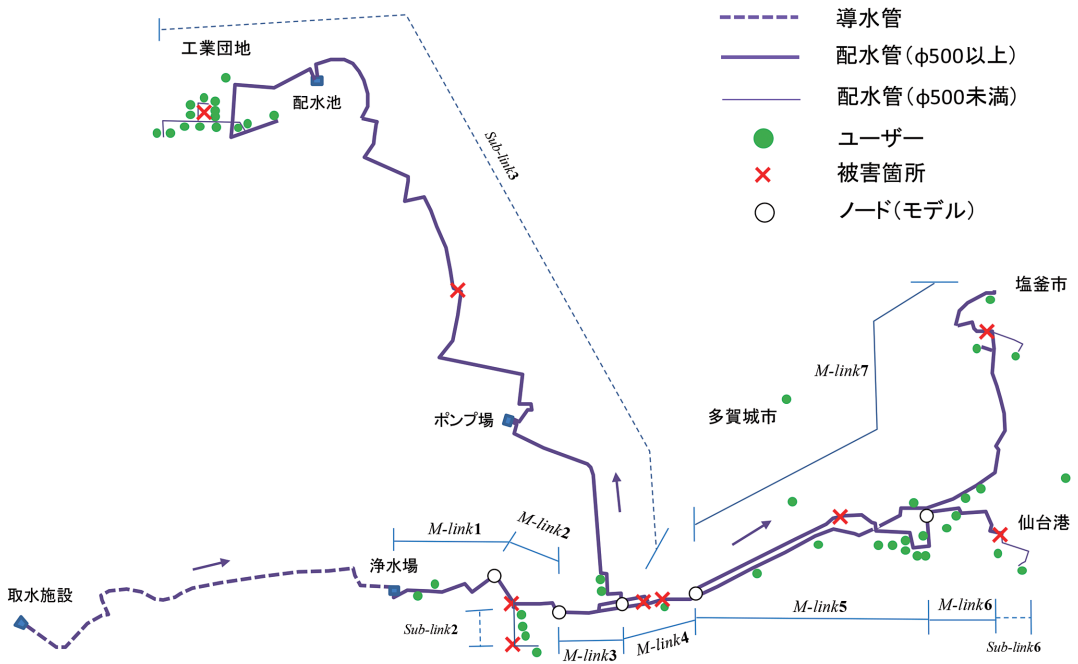 導水管
配水管(φ500以上)
配水管(φ500未満)
ユーザー
被害箇所
ノード(モデル)
工業団地
配水池
Sub-link3
塩釜市
M-link7
多賀城市
ポンプ場
仙台港
M-link1
M-link2
浄水場
取水施設
Sub-link2
M-link3
M-link4
M-link5
M-link6
Sub-link6